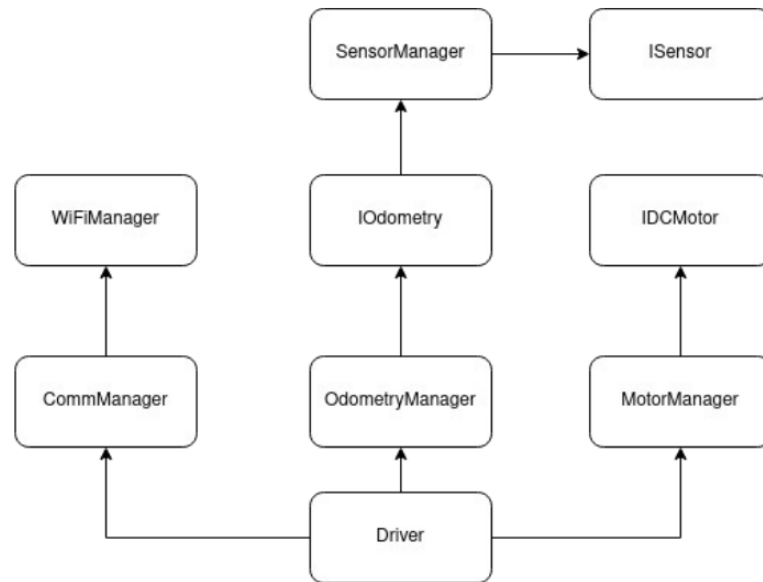 SensorManager
ISensor
WiFiManager
IOdometry
IDCMotor
CommManager
OdometryManager
MotorManager
Driver